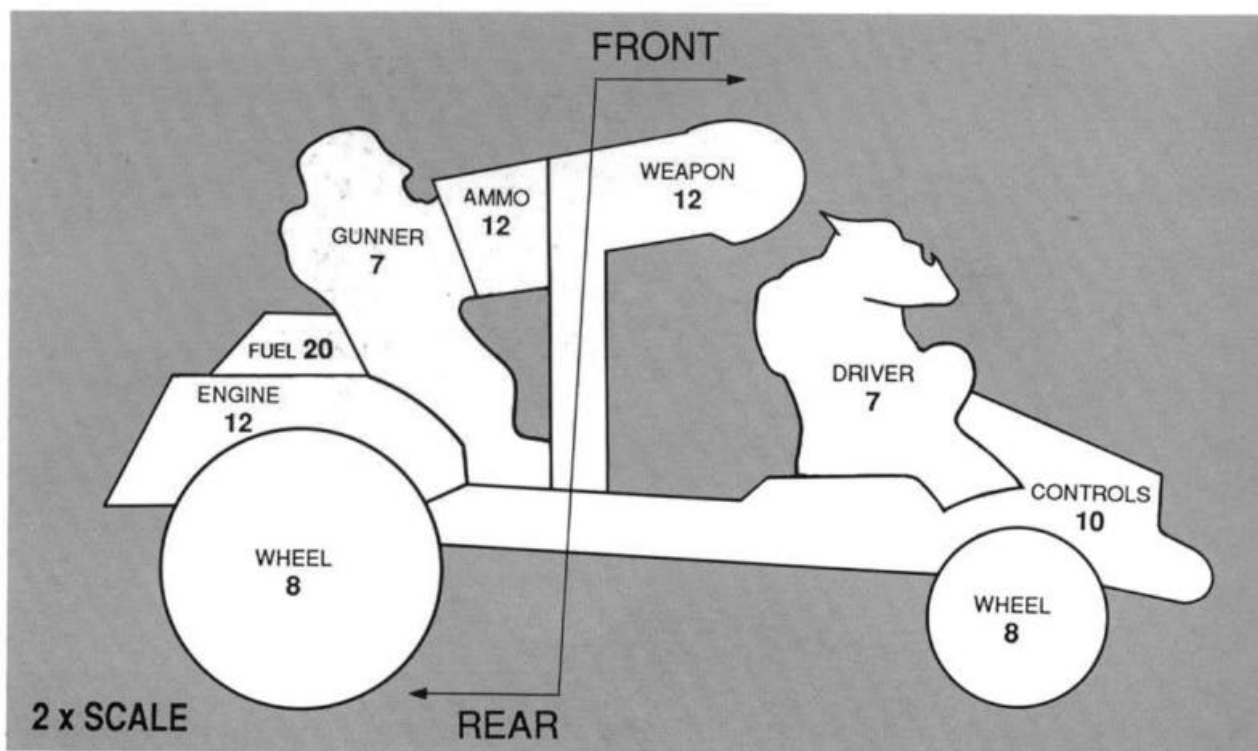 FRONT
WEAPON
12
AMMO
12
GUNNER
7
FUEL 20
DRIVER
7
ENGINE
12
CONTROLS
10
WHEEL
8
WHEEL
8
2 x SCALE
REAR